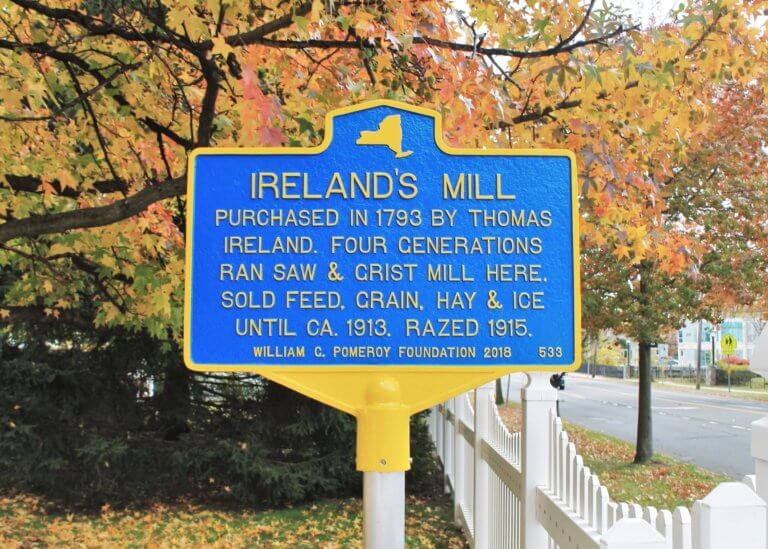 IRELAND'S MILL
PURCHASED IN 1793 BY THOMAS
IRELAND. FOUR GENERATIONS
RAN SAW & GRIST MILL HERE.
SOLD FEED, GRAIN, HAY & ICE
UNTIL CA. 1913. RAZED 1915.
WILLIAM G. POMEROY FOUNDATION 2018 533